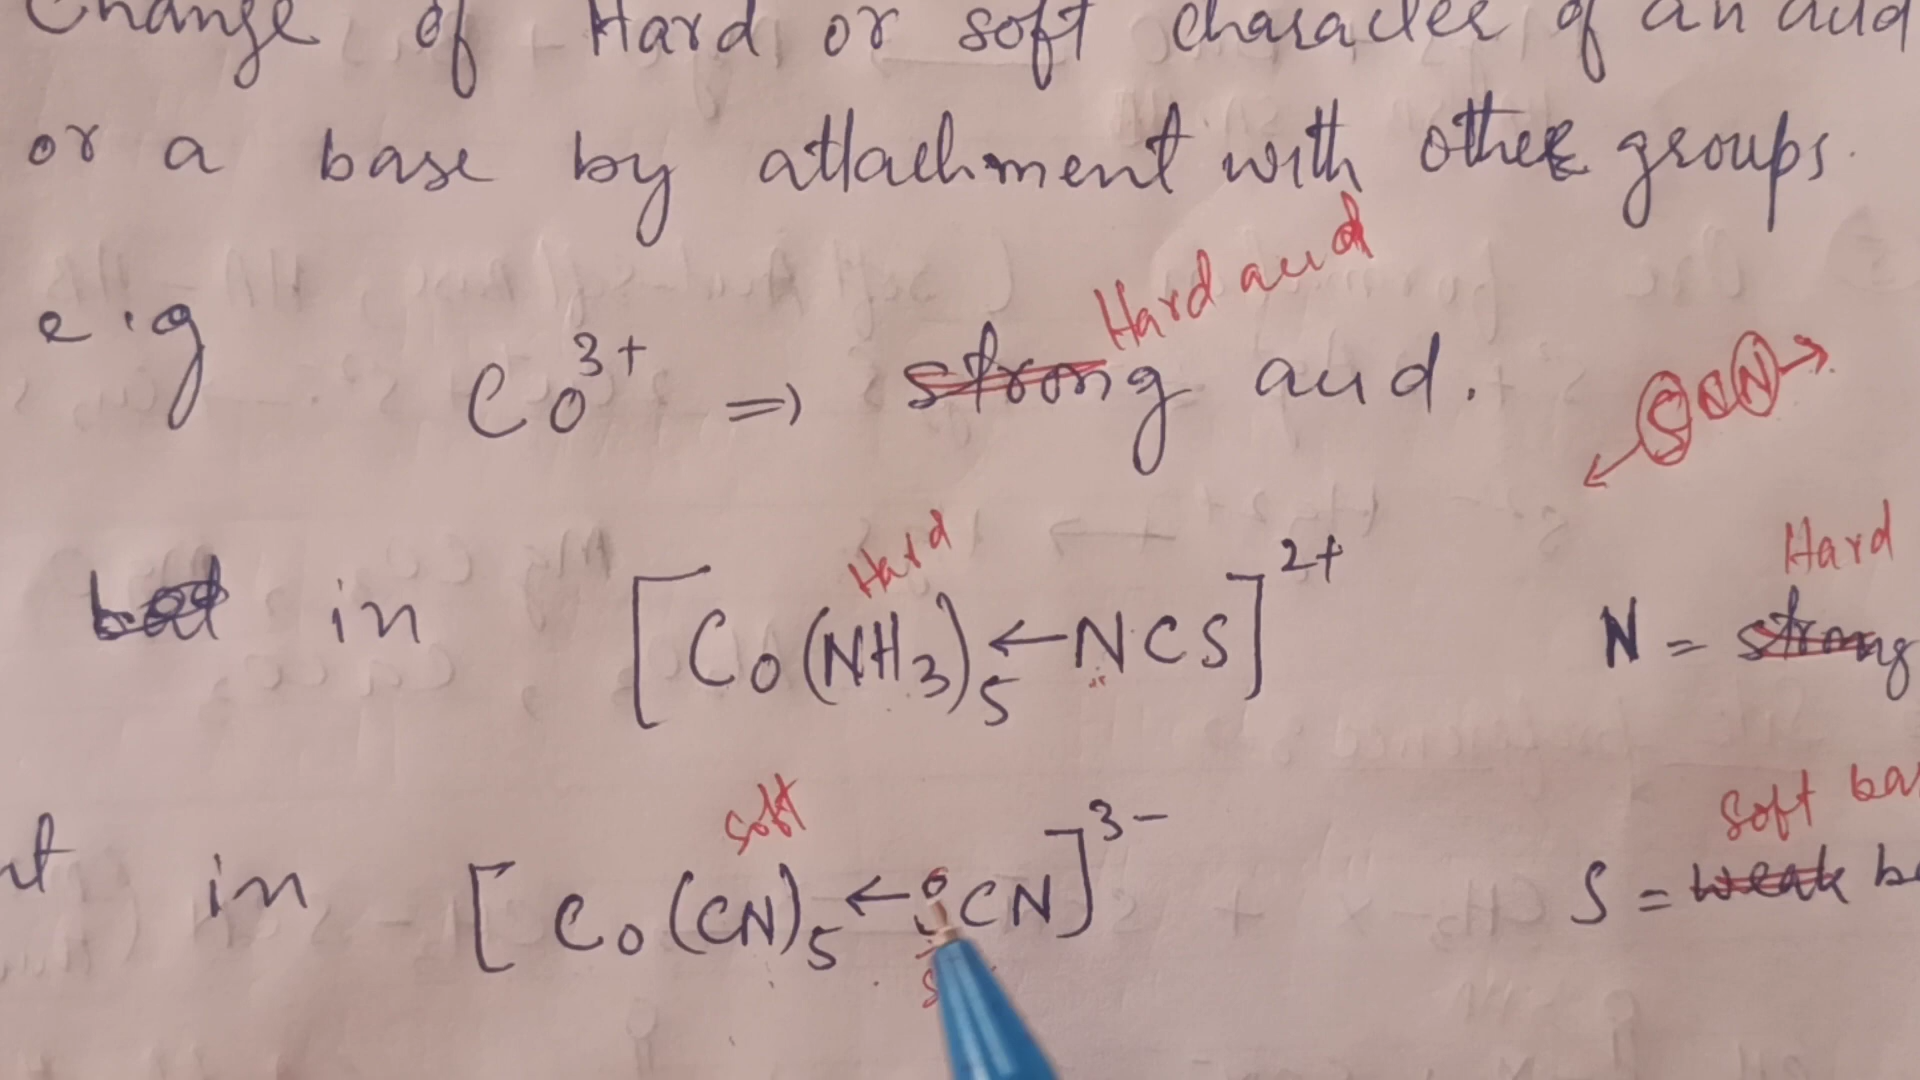 Change of Hard or soft character of an acid
or a base by attachment with other groups.
Hard acid
e.g Co³⁺ ⇒ strong acid.
SCN
Hard
in [Co(NH₃)₅←NCS]²⁺ N = strong
Hard
soft
in [Co(CN)₅←SCN]³⁻ S = weak
Soft